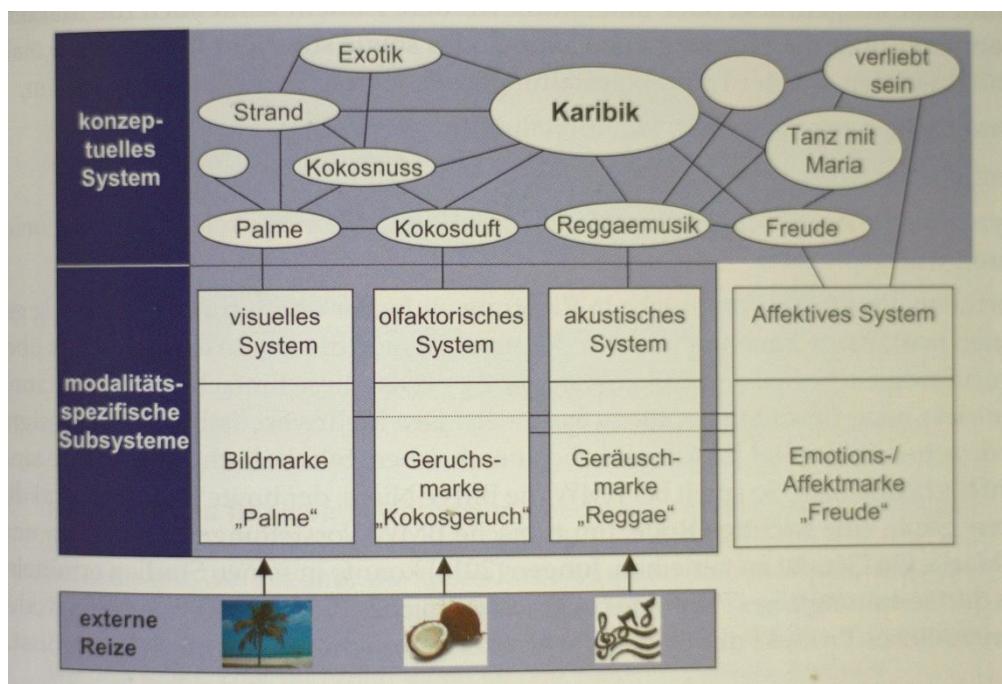 konzep-
tuelles
System
Exotik
Strand
Karibik
verliebt
sein
Kokosnuss
Tanz mit
Maria
Palme
Kokosduft
Reggaemusik
Freude
modalitäts-
spezifische
Subsysteme
visuelles
System
olfaktorisches
System
akustisches
System
Affektives System
Bildmarke
„Palme“
Geruchs-
marke
„Kokosgeruch“
Geräusch-
marke
„Reggae“
Emotions-/
Affektmarke
„Freude“
externe
Reize